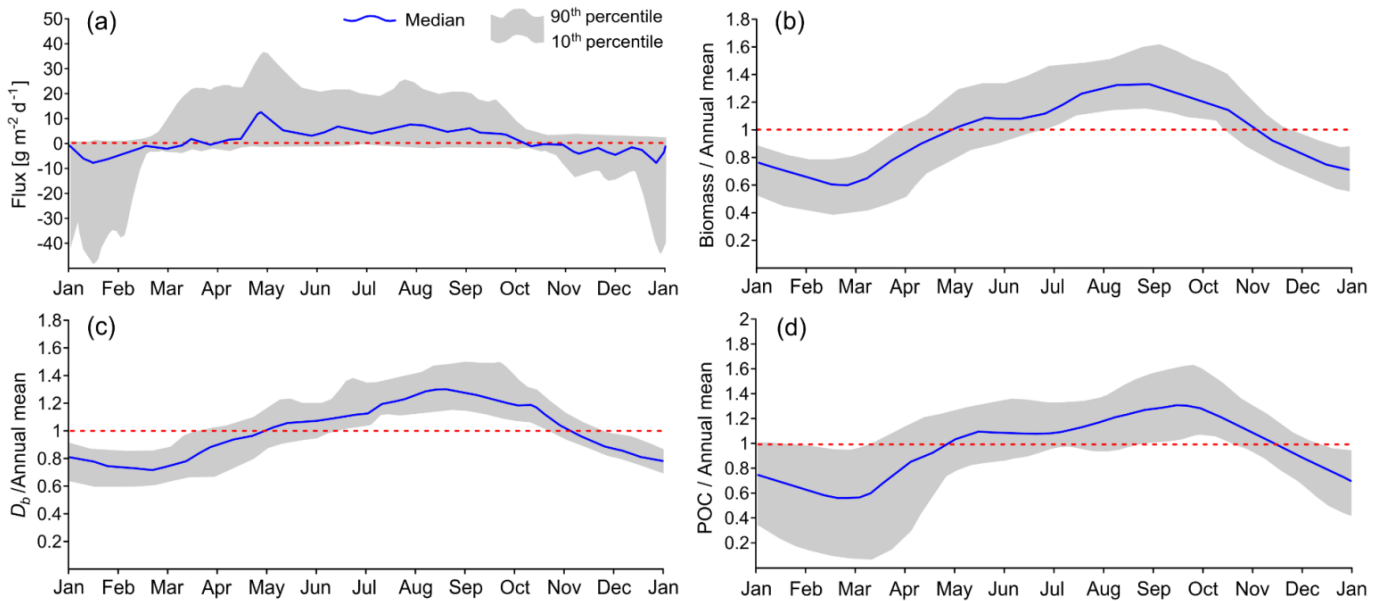 (a)
Median
90th percentile
10th percentile
Flux [g m-2 d-1]
50
40
30
20
10
0
-10
-20
-30
-40
Jan Feb Mar Apr May Jun Jul Aug Sep Oct Nov Dec Jan
(b)
Biomass / Annual mean
1.8
1.6
1.4
1.2
1
0.8
0.6
0.4
0.2
Jan Feb Mar Apr May Jun Jul Aug Sep Oct Nov Dec Jan
(c)
Db /Annual mean
1.8
1.6
1.4
1.2
1
0.8
0.6
0.4
0.2
Jan Feb Mar Apr May Jun Jul Aug Sep Oct Nov Dec Jan
(d)
POC / Annual mean
2
1.8
1.6
1.4
1.2
1
0.8
0.6
0.4
0.2
Jan Feb Mar Apr May Jun Jul Aug Sep Oct Nov Dec Jan